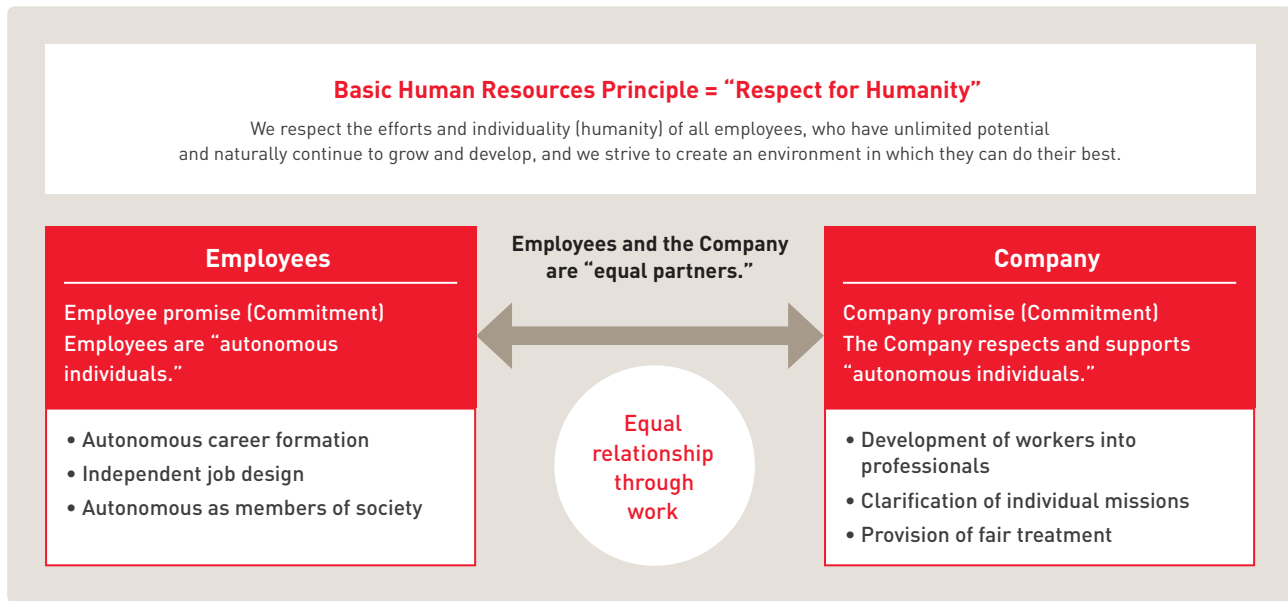 Basic Human Resources Principle = “Respect for Humanity”
We respect the efforts and individuality (humanity) of all employees, who have unlimited potential
and naturally continue to grow and develop, and we strive to create an environment in which they can do their best.
Employees
Employee promise (Commitment)
Employees are “autonomous
individuals.”
• Autonomous career formation
• Independent job design
• Autonomous as members of society
Employees and the Company
are “equal partners.”
Equal
relationship
through
work
Company
Company promise (Commitment)
The Company respects and supports
“autonomous individuals.”
• Development of workers into
professionals
• Clarification of individual missions
• Provision of fair treatment